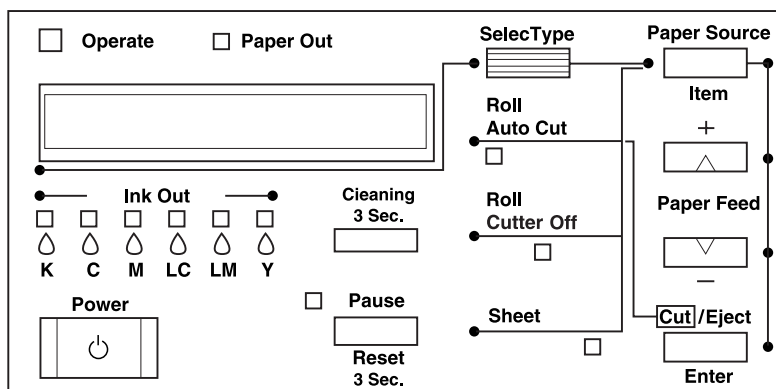 Operate
Paper Out
SelecType
Paper Source
Item
Roll
Auto Cut
+
Ink Out
Cleaning
3 Sec.
Roll
Cutter Off
Paper Feed
K C M LC LM Y
−
Power
Pause
Sheet
Cut /Eject
Reset
3 Sec.
Enter